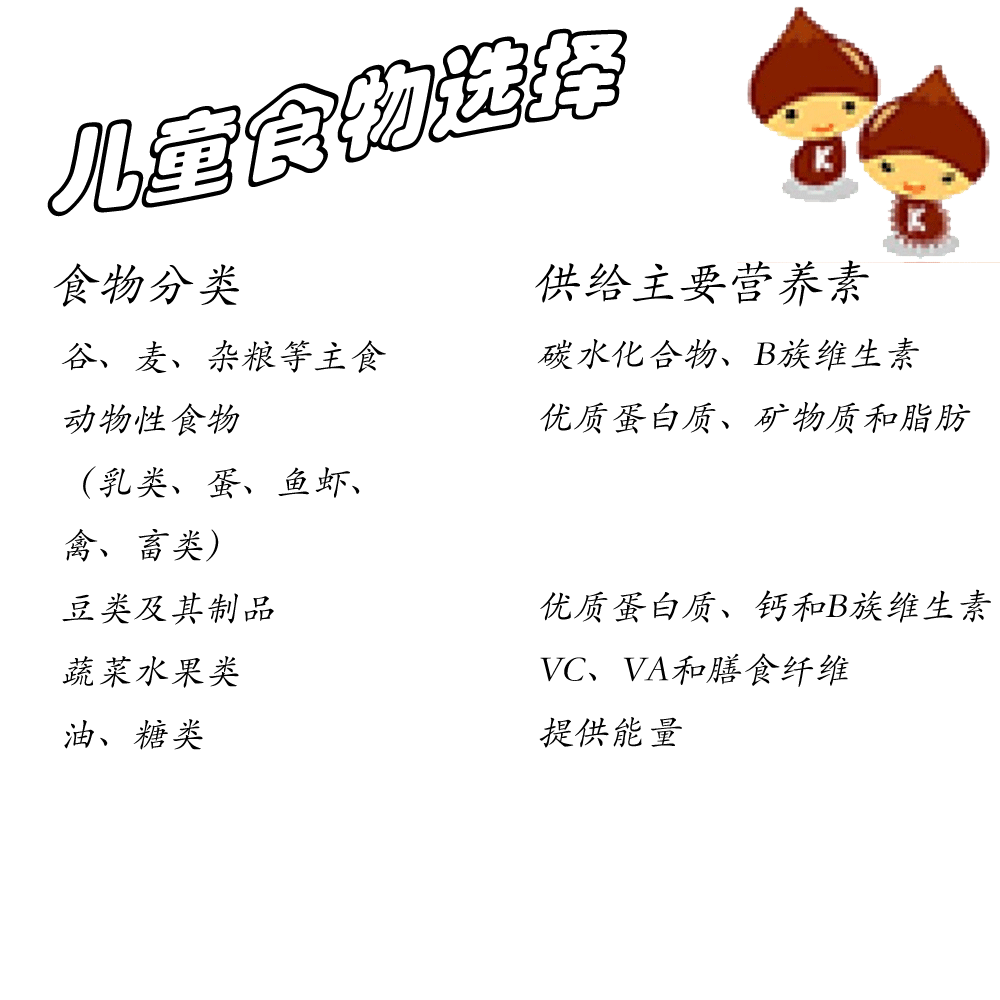 儿童食物选择
K
K
食物分类 供给主要营养素
谷、麦、杂粮等主食 碳水化合物、B族维生素
动物性食物 优质蛋白质、矿物质和脂肪
（乳类、蛋、鱼虾、
禽、畜类）
豆类及其制品 优质蛋白质、钙和B族维生素
蔬菜水果类 VC、VA和膳食纤维
油、糖类 提供能量